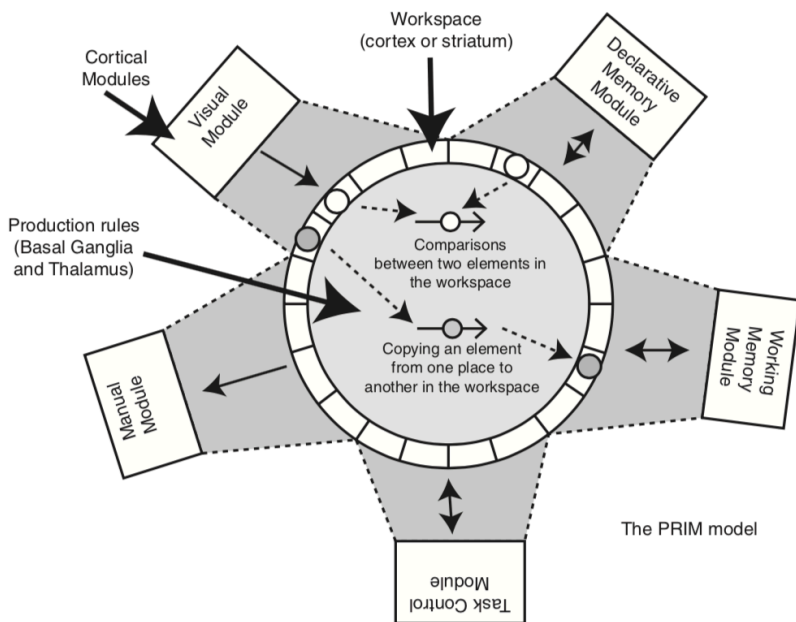 Workspace
(cortex or striatum)
Cortical
Modules
Visual
Module
Declarative
Memory
Module
Production rules
(Basal Ganglia
and Thalamus)
Comparisons
between two elements in
the workspace
Copying an element
from one place to
another in the workspace
Working
Memory
Module
Manual
Module
The PRIM model
Task Control
Module